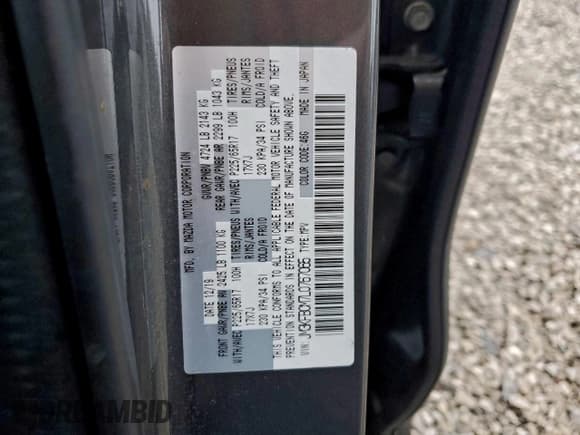 MFD. BY MAZDA MOTOR CORPORATION
DATE 12/19 GVWR/PNBV 4724 LB 2143 KG
FRONT GAWR/PNBE AV 2425 LB 1100 KG REAR GAWR/PNBE AR 2299 LB 1043 KG
WITH/AVEC P225/65R17 100H TIRES/PNEUS WITH/AVEC P225/65R17 100H TIRES/PNEUS
17X7J RIMS/JANTES 17X7J RIMS/JANTES
230 KPA/34 PSI COLD/A FROID 230 KPA/34 PSI COLD/A FROID
THIS VEHICLE CONFORMS TO ALL APPLICABLE FEDERAL MOTOR VEHICLE SAFETY AND THEFT
PREVENTION STANDARDS IN EFFECT ON DATE OF MANUFACTURE SHOWN ABOVE.
VIN: JM3KFBCM7L0767085 TYPE:MPV COLOR CODE:46G MADE IN JAPAN
DREAMBID